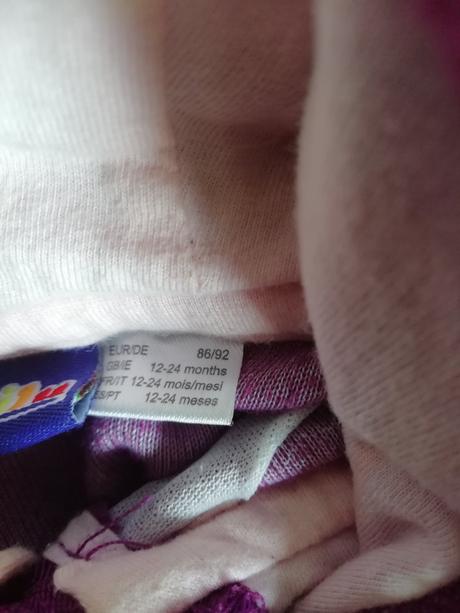 EUR/DE 86/92
GB/IE 12-24 months
FR/IT 12-24 mois/mesi
ES/PT 12-24 meses